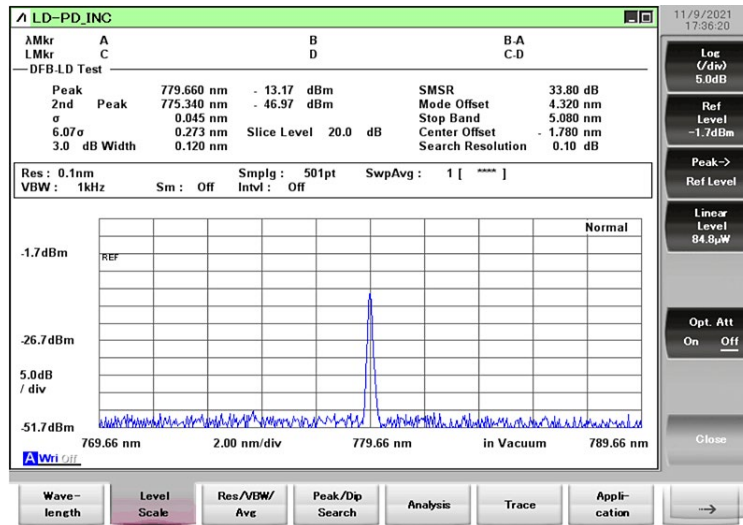 LD-PD_INC
11/9/2021
17:36:20
λMkr A B B-A
LMkr C D C-D
DFB-LD Test
Peak 779.660 nm - 13.17 dBm SMSR 33.80 dB
2nd Peak 775.340 nm - 46.97 dBm Mode Offset 4.320 nm
σ 0.045 nm Stop Band 5.080 nm
6.07σ 0.273 nm Slice Level 20.0 dB Center Offset - 1.780 nm
3.0 dB Width 0.120 nm Search Resolution 0.10 dB
Res : 0.1nm Smplg : 501pt SwpAvg : 1 [ **** ]
VBW : 1kHz Sm : Off Intvl : Off
Normal
-1.7dBm
REF
-26.7dBm
5.0dB
/ div
-51.7dBm
769.66 nm 2.00 nm/div 779.66 nm in Vacuum 789.66 nm
A Wri Off
Log
(/div)
5.0dB
Ref
Level
-1.7dBm
Peak->
Ref Level
Linear
Level
84.8µW
Opt. Att
On Off
Close
Wave-
length
Level
Scale
Res/VBW/
Avg
Peak/Dip
Search
Analysis
Trace
Appli-
cation